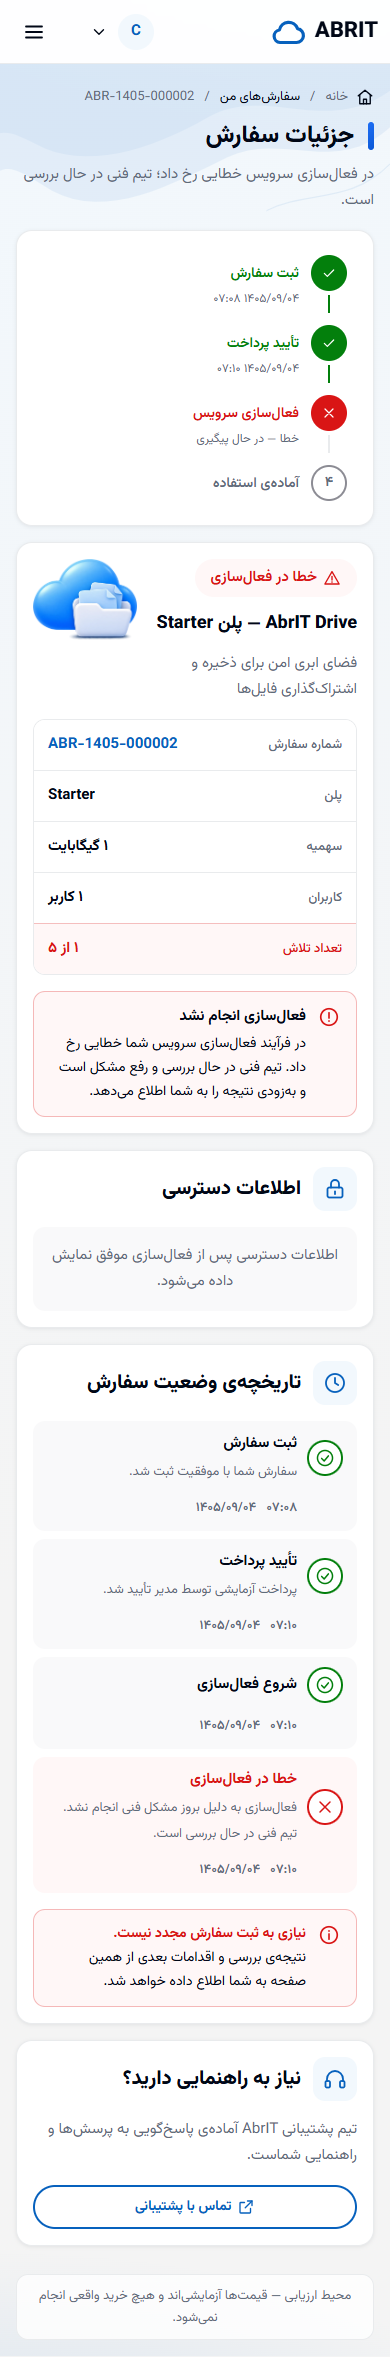 ABRIT
C
خانه / سفارش‌های من / ABR-1405-000002
جزئیات سفارش
در فعال‌سازی سرویس خطایی رخ داد؛ تیم فنی در حال بررسی
است.
ثبت سفارش
۱۴۰۵/۰۹/۰۴ ۰۷:۰۸
تأیید پرداخت
۱۴۰۵/۰۹/۰۴ ۰۷:۱۰
فعال‌سازی سرویس
خطا — در حال پیگیری
۴
آماده‌ی استفاده
خطا در فعال‌سازی
AbrIT Drive — پلن Starter
فضای ابری امن برای ذخیره و
اشتراک‌گذاری فایل‌ها
شماره سفارش ABR-1405-000002
پلن Starter
سهمیه ۱ گیگابایت
کاربران ۱ کاربر
تعداد تلاش ۱ از ۵
فعال‌سازی انجام نشد
در فرآیند فعال‌سازی سرویس شما خطایی رخ
داد. تیم فنی در حال بررسی و رفع مشکل است
و به‌زودی نتیجه را به شما اطلاع می‌دهد.
اطلاعات دسترسی
اطلاعات دسترسی پس از فعال‌سازی موفق نمایش
داده می‌شود.
تاریخچه‌ی وضعیت سفارش
ثبت سفارش
سفارش شما با موفقیت ثبت شد.
۰۷:۰۸ ۱۴۰۵/۰۹/۰۴
تأیید پرداخت
پرداخت آزمایشی توسط مدیر تأیید شد.
۰۷:۱۰ ۱۴۰۵/۰۹/۰۴
شروع فعال‌سازی
۰۷:۱۰ ۱۴۰۵/۰۹/۰۴
خطا در فعال‌سازی
فعال‌سازی به دلیل بروز مشکل فنی انجام نشد.
تیم فنی در حال بررسی است.
۰۷:۱۰ ۱۴۰۵/۰۹/۰۴
نیازی به ثبت سفارش مجدد نیست.
نتیجه‌ی بررسی و اقدامات بعدی از همین
صفحه به شما اطلاع داده خواهد شد.
نیاز به راهنمایی دارید؟
تیم پشتیبانی AbrIT آماده‌ی پاسخ‌گویی به پرسش‌ها و
راهنمایی شماست.
تماس با پشتیبانی
محیط ارزیابی — قیمت‌ها آزمایشی‌اند و هیچ خرید واقعی انجام
نمی‌شود.